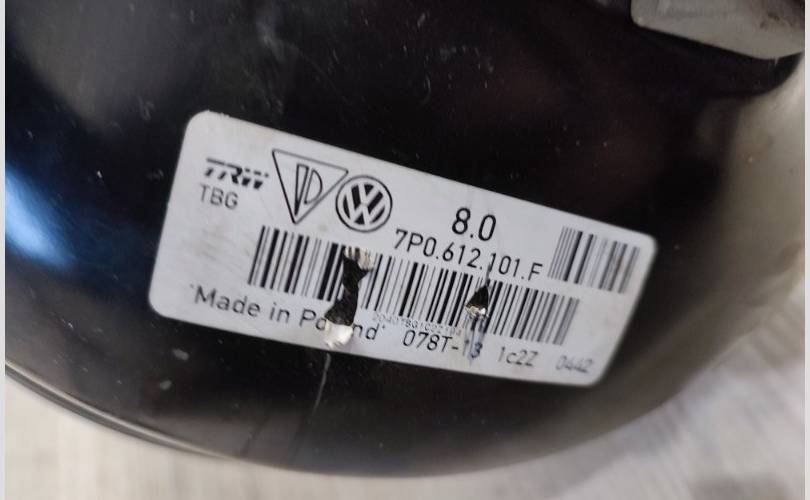 TRW
TBG
8.0
7P0.612.101.F
Made in Poland
078T-13 1c2Z 0442